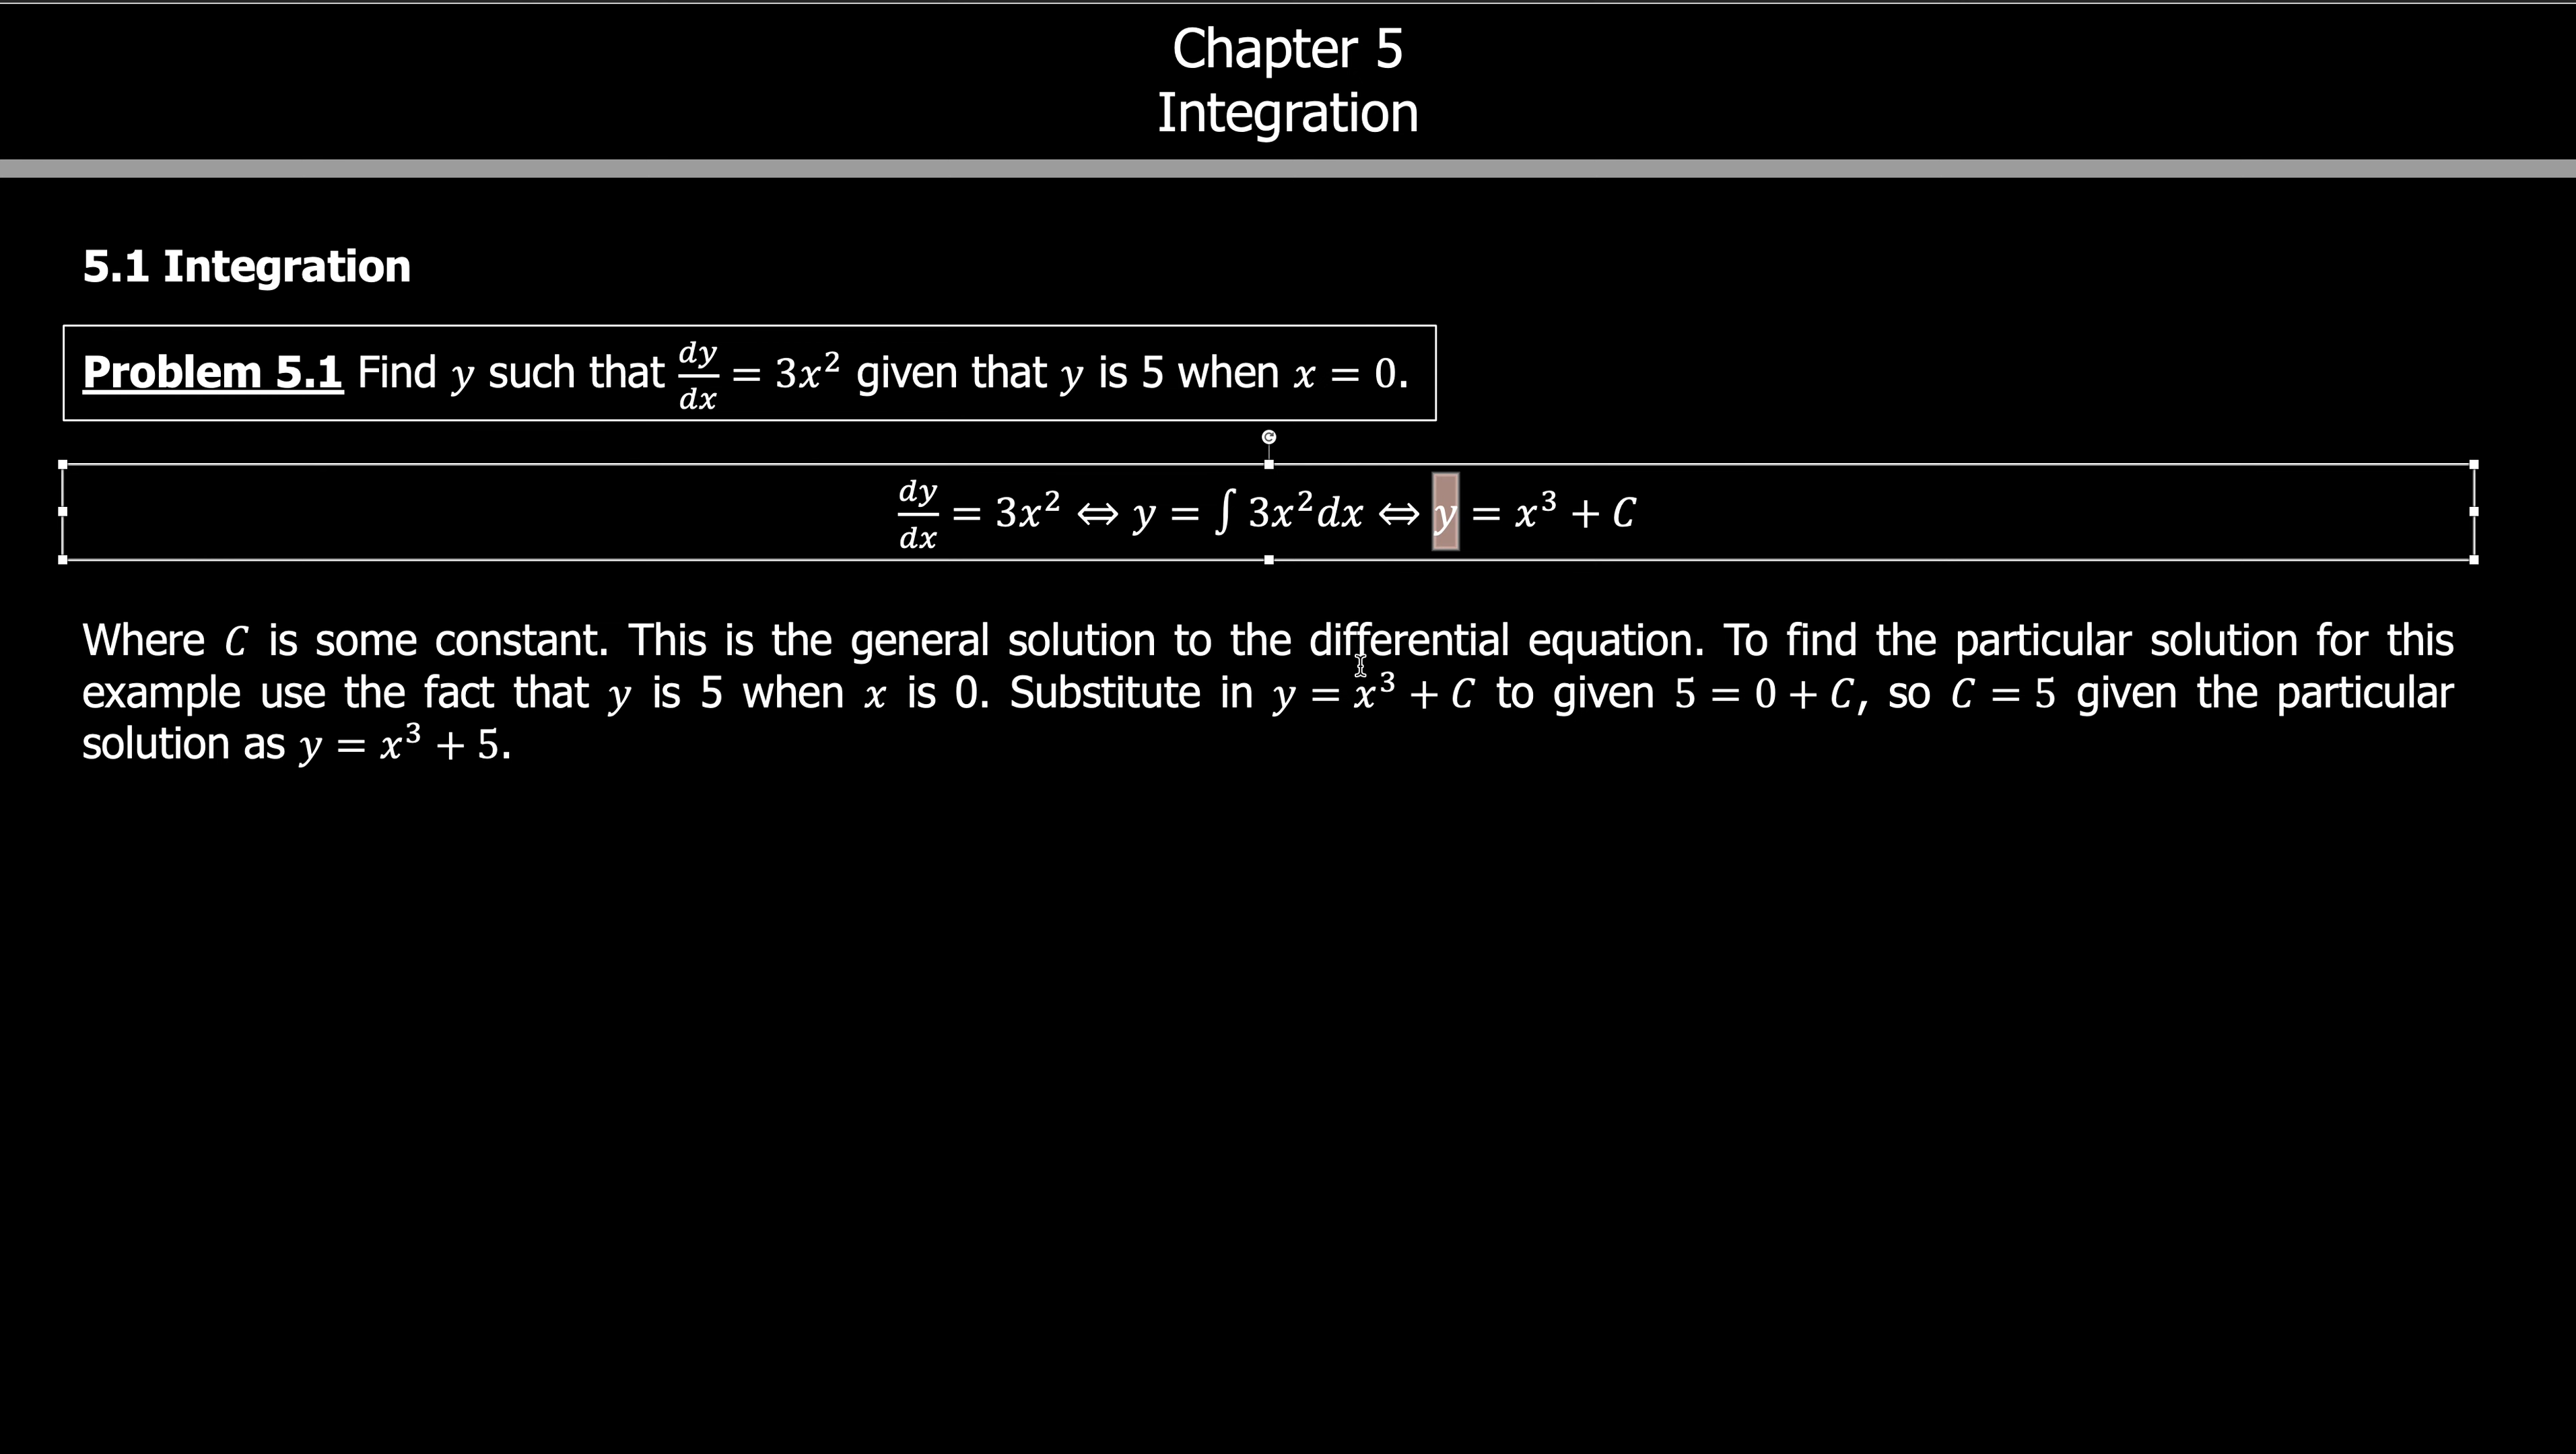 Chapter 5
Integration
5.1 Integration
Problem 5.1 Find y such that dy/dx = 3x² given that y is 5 when x = 0.
dy/dx = 3x² ⇔ y = ∫ 3x²dx ⇔ y = x³ + C
Where C is some constant. This is the general solution to the differential equation. To find the particular solution for this
example use the fact that y is 5 when x is 0. Substitute in y = x³ + C to given 5 = 0 + C, so C = 5 given the particular
solution as y = x³ + 5.